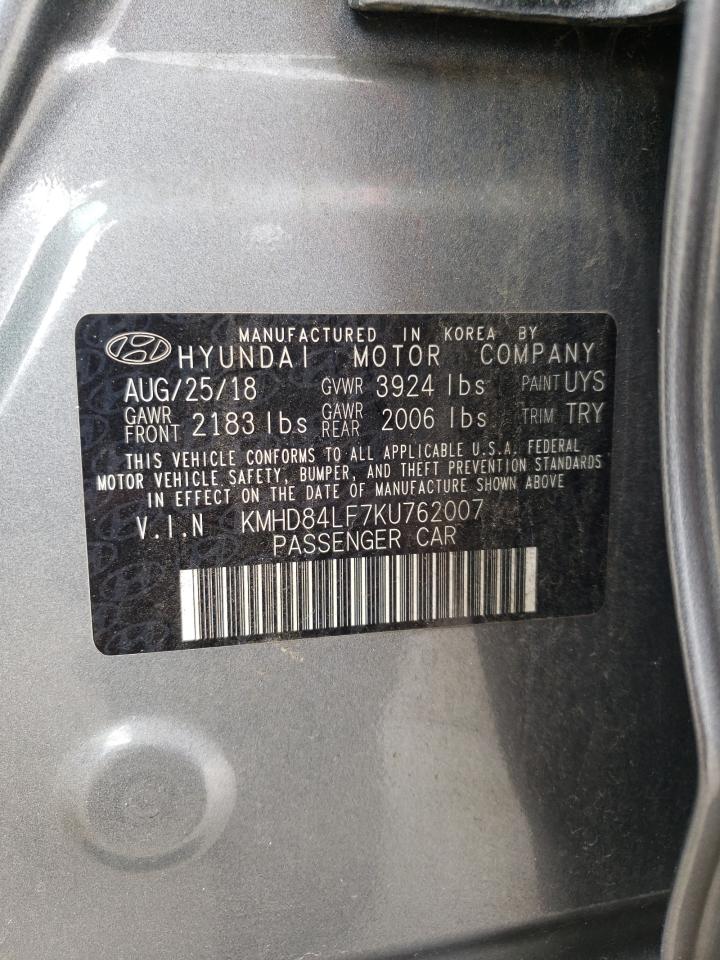 MANUFACTURED IN KOREA BY
HYUNDAI MOTOR COMPANY
AUG/25/18 GVWR 3924 lbs PAINT UYS
GAWR FRONT 2183 lbs GAWR REAR 2006 lbs TRIM TRY
THIS VEHICLE CONFORMS TO ALL APPLICABLE U.S.A. FEDERAL
MOTOR VEHICLE SAFETY, BUMPER, AND THEFT PREVENTION STANDARDS
IN EFFECT ON THE DATE OF MANUFACTURE SHOWN ABOVE
V.I.N KMHD84LF7KU762007
PASSENGER CAR